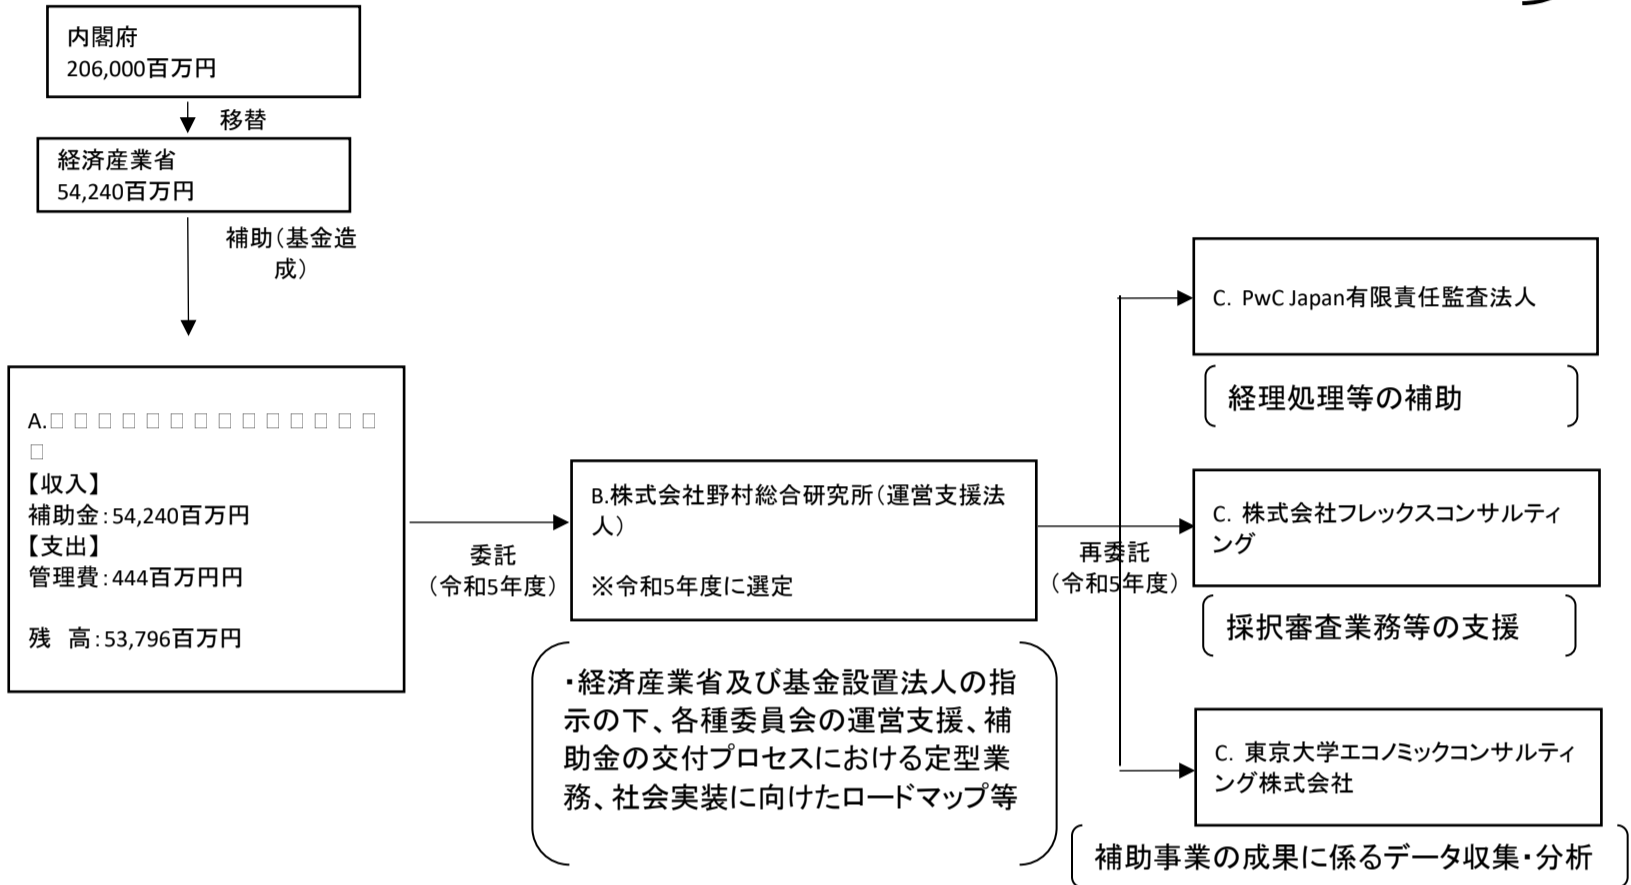 内閣府
206,000百万円
移替
経済産業省
54,240百万円
補助（基金造
成）
A.□□□□□□□□□□□□□□
□
【収入】
補助金：54,240百万円
【支出】
管理費：444百万円円
残 高：53,796百万円
委託
（令和5年度）
B.株式会社野村総合研究所（運営支援法
人）
※令和5年度に選定
・経済産業省及び基金設置法人の指
示の下、各種委員会の運営支援、補
助金の交付プロセスにおける定型業
務、社会実装に向けたロードマップ等
再委託
（令和5年度）
C. PwC Japan有限責任監査法人
経理処理等の補助
C. 株式会社フレックスコンサルティ
ング
採択審査業務等の支援
C. 東京大学エコノミックコンサルティ
ング株式会社
補助事業の成果に係るデータ収集・分析